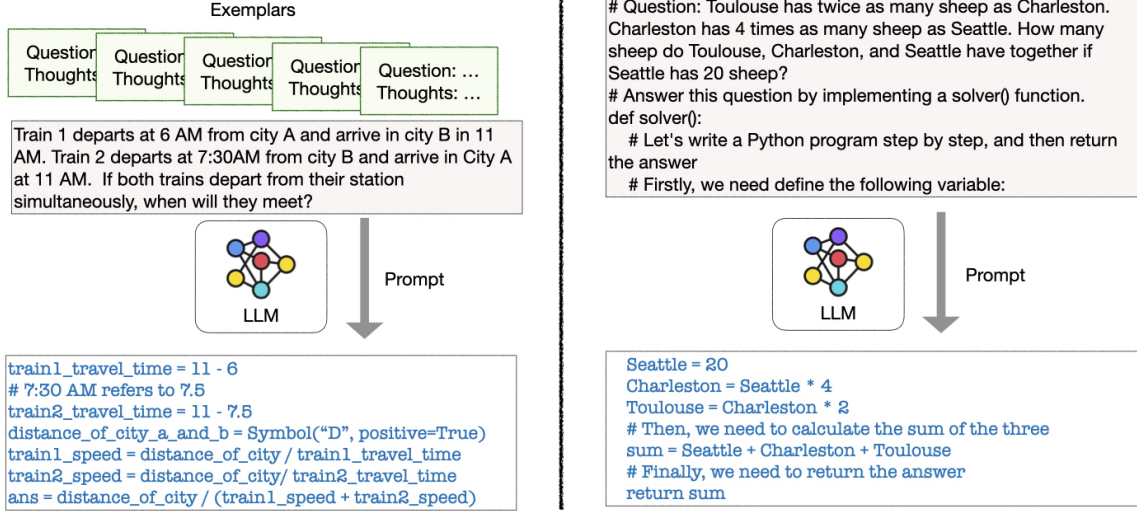 Exemplars
Question
Thoughts
Question
Thoughts
Question
Thoughts
Question
Thoughts
Question: ...
Thoughts: ...
Train 1 departs at 6 AM from city A and arrive in city B in 11
AM. Train 2 departs at 7:30AM from city B and arrive in City A
at 11 AM.  If both trains depart from their station
simultaneously, when will they meet?
LLM
Prompt
train1_travel_time = 11 - 6
# 7:30 AM refers to 7.5
train2_travel_time = 11 - 7.5
distance_of_city_a_and_b = Symbol(“D”, positive=True)
train1_speed = distance_of_city / train1_travel_time
train2_speed = distance_of_city/ train2_travel_time
ans = distance_of_city / (train1_speed + train2_speed)
# Question: Toulouse has twice as many sheep as Charleston.
Charleston has 4 times as many sheep as Seattle. How many
sheep do Toulouse, Charleston, and Seattle have together if
Seattle has 20 sheep?
# Answer this question by implementing a solver() function.
def solver():
# Let's write a Python program step by step, and then return
the answer
# Firstly, we need define the following variable:
LLM
Prompt
Seattle = 20
Charleston = Seattle * 4
Toulouse = Charleston * 2
# Then, we need to calculate the sum of the three
sum = Seattle + Charleston + Toulouse
# Finally, we need to return the answer
return sum